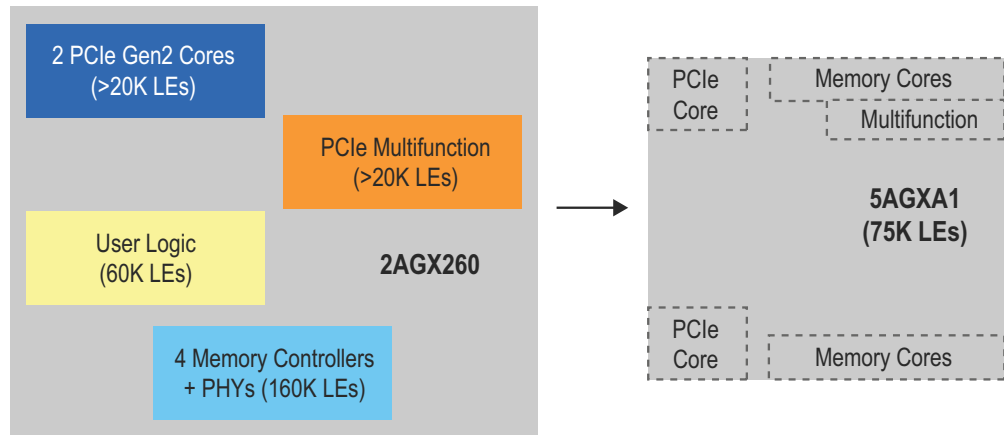 2 PCIe Gen2 Cores
(>20K LEs)
PCIe Multifunction
(>20K LEs)
User Logic
(60K LEs)
2AGX260
4 Memory Controllers
+ PHYs (160K LEs)
PCIe
Core
Memory Cores
Multifunction
5AGXA1
(75K LEs)
PCIe
Core
Memory Cores